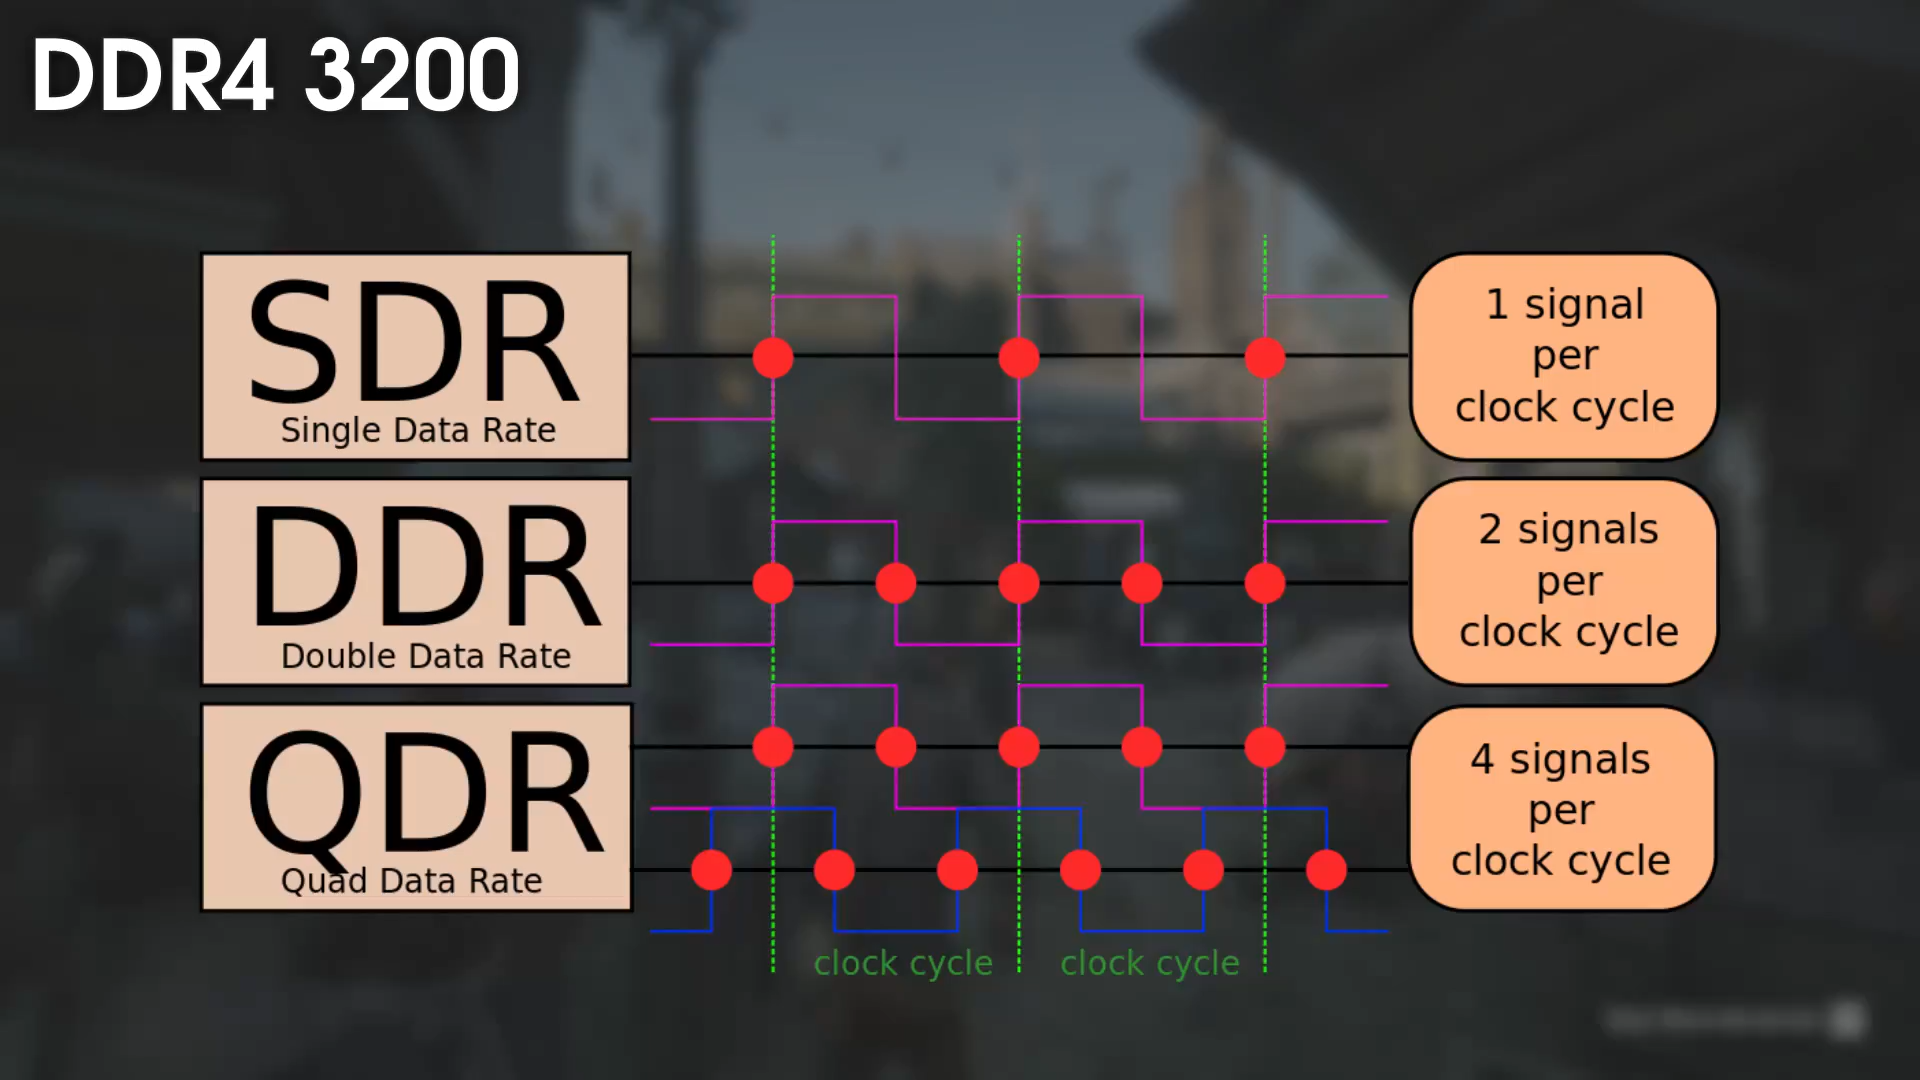 DDR4 3200
SDR
Single Data Rate
1 signal
per
clock cycle
DDR
Double Data Rate
2 signals
per
clock cycle
QDR
Quad Data Rate
4 signals
per
clock cycle
clock cycle clock cycle